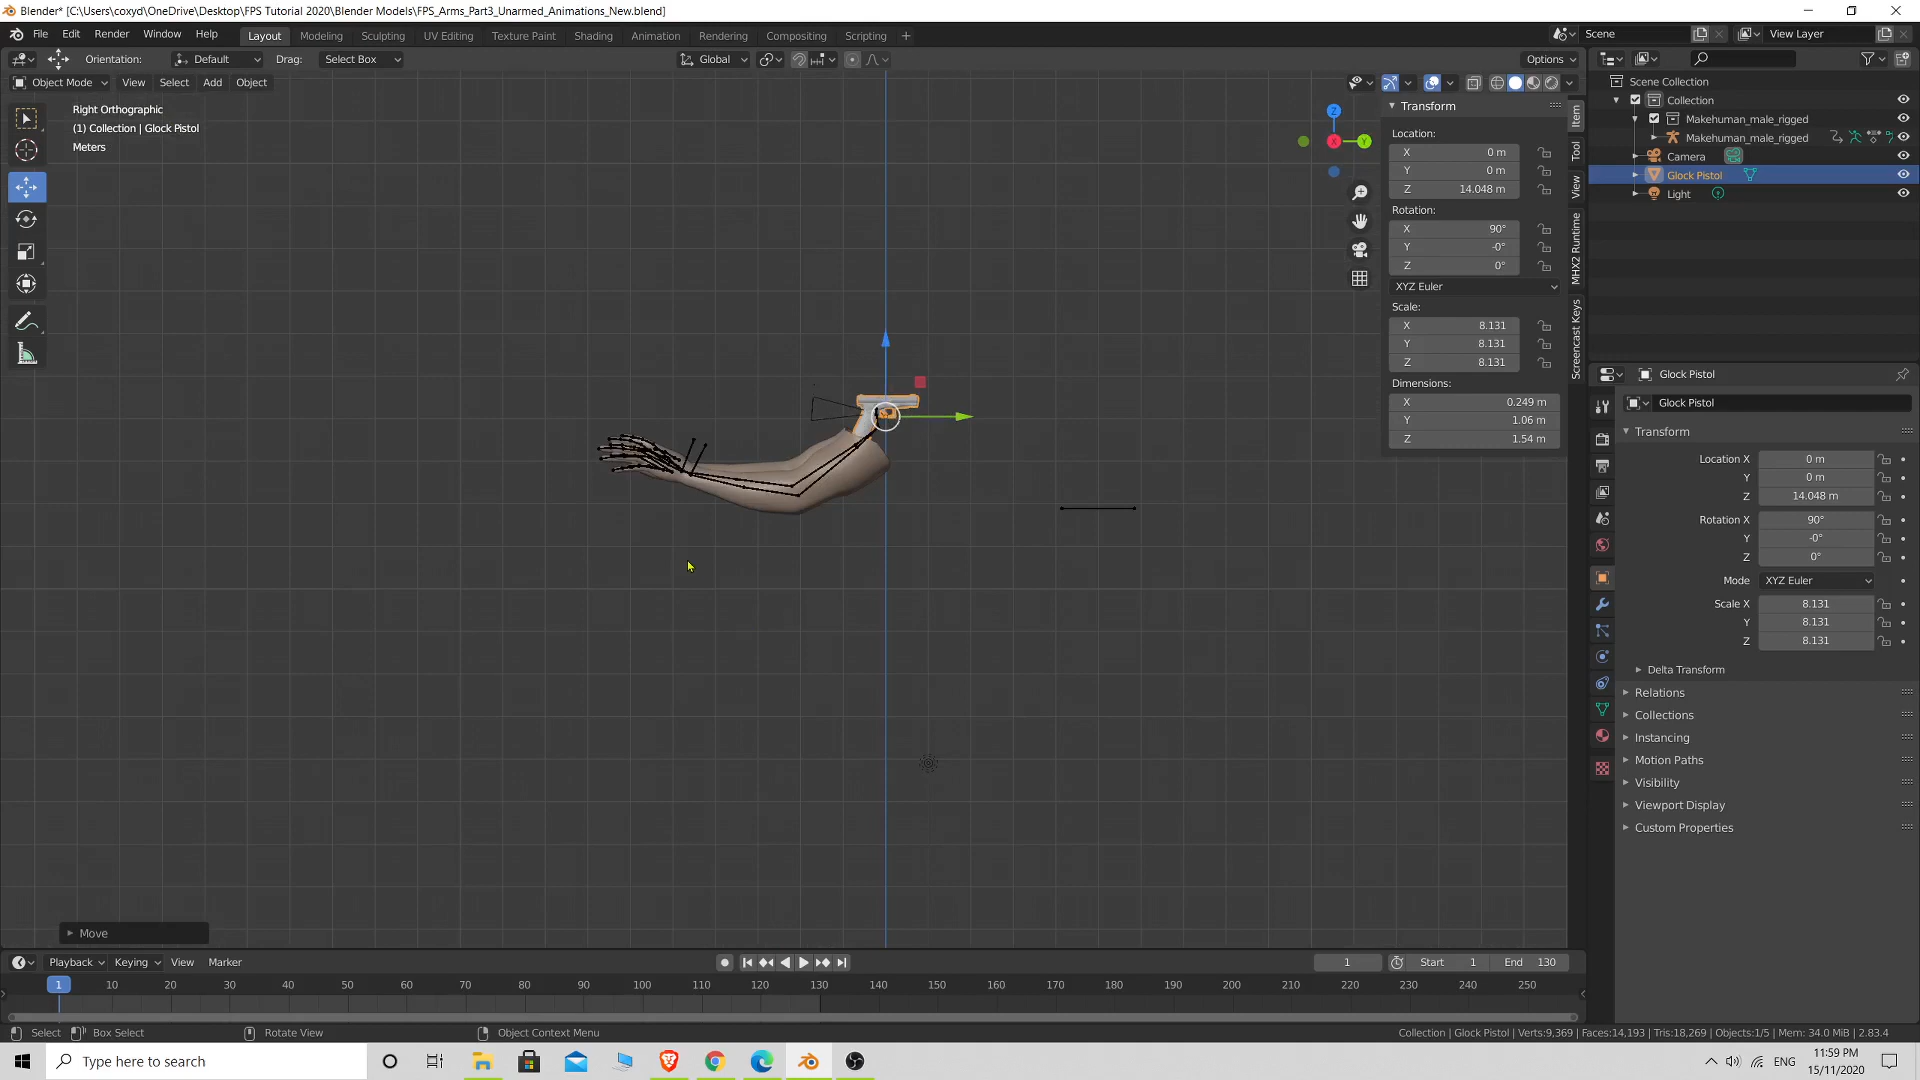 Blender* [C:\Users\coxyd\OneDrive\Desktop\FPS Tutorial 2020\Blender Models\FPS_Arms_Part3_Unarmed_Animations_New.blend]
File Edit Render Window Help Layout Modeling Sculpting UV Editing Texture Paint Shading Animation Rendering Compositing Scripting + Scene View Layer
Orientation: Default Drag: Select Box Global Options
Object Mode View Select Add Object
Right Orthographic
(1) Collection | Glock Pistol
Meters
Z
Y
X
Transform
Location:
X 0 m
Y 0 m
Z 14.048 m
Rotation:
X 90°
Y -0°
Z 0°
XYZ Euler
Scale:
X 8.131
Y 8.131
Z 8.131
Dimensions:
X 0.249 m
Y 1.06 m
Z 1.54 m
Item
Tool
View
MHX2 Runtime
Screencast Keys
Scene Collection
Collection
Makehuman_male_rigged
Makehuman_male_rigged
Camera
Glock Pistol
Light
Glock Pistol
Glock Pistol
Transform
Location X 0 m
Y 0 m
Z 14.048 m
Rotation X 90°
Y -0°
Z 0°
Mode XYZ Euler
Scale X 8.131
Y 8.131
Z 8.131
Delta Transform
Relations
Collections
Instancing
Motion Paths
Visibility
Viewport Display
Custom Properties
Move
Playback Keying View Marker 1 Start 1 End 130
1 10 20 30 40 50 60 70 80 90 100 110 120 130 140 150 160 170 180 190 200 210 220 230 240 250
Select Box Select Rotate View Object Context Menu Collection | Glock Pistol | Verts:9,369 | Faces:14,193 | Tris:18,269 | Objects:1/5 | Mem: 34.0 MiB | 2.83.4
Type here to search ENG 11:59 PM
15/11/2020